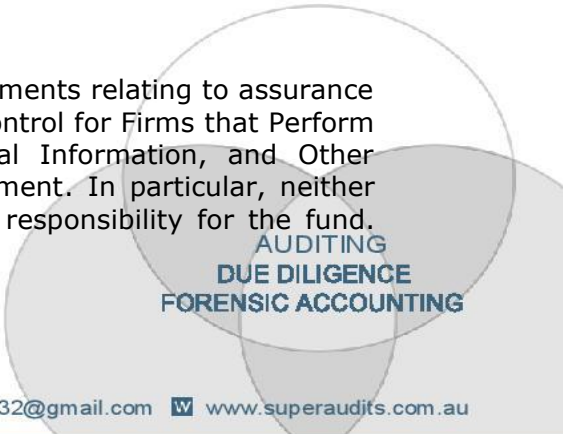 ments relating to assurance
ontrol for Firms that Perform
al Information, and Other
ment. In particular, neither
responsibility for the fund.
AUDITING
DUE DILIGENCE
FORENSIC ACCOUNTING
32@gmail.com W www.superaudits.com.au